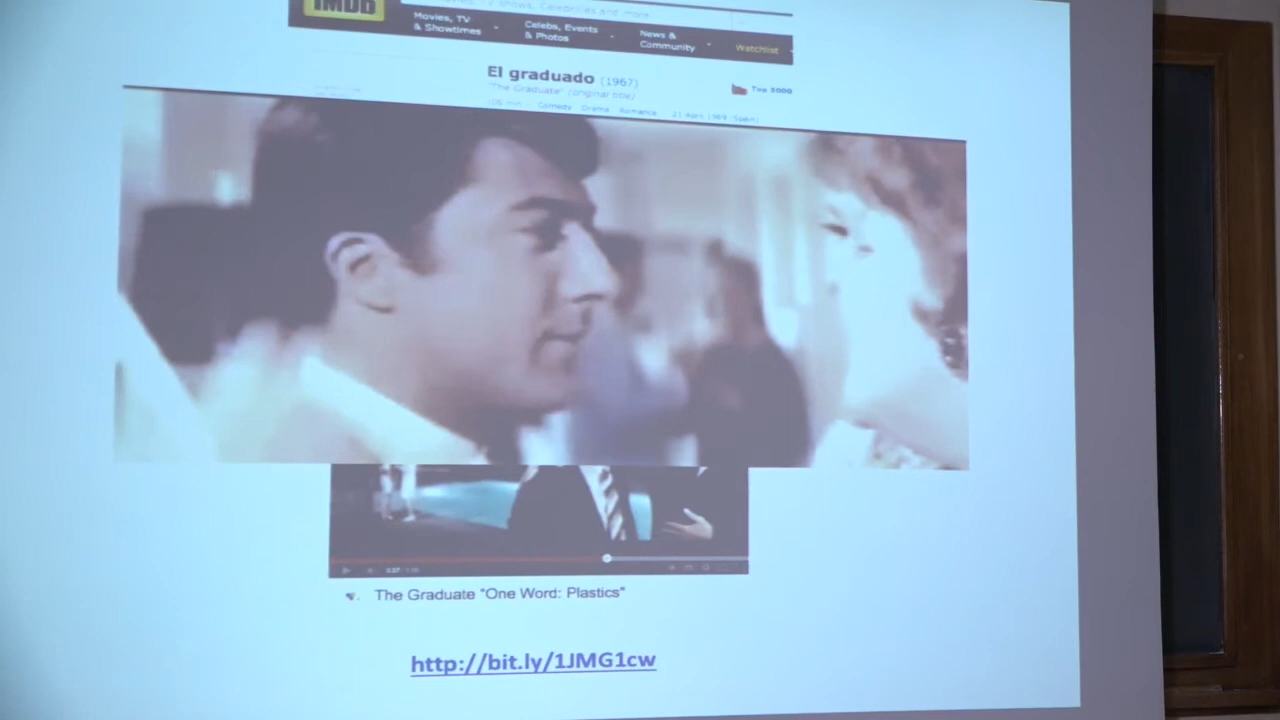 IMDb
Movies, TV
& Showtimes
Celebs, Events
& Photos
News &
Community
Watchlist
El graduado (1967)
"The Graduate" (original title)
Top 5000
Comedy Drama Romance
The Graduate "One Word: Plastics"
http://bit.ly/1JMG1cw